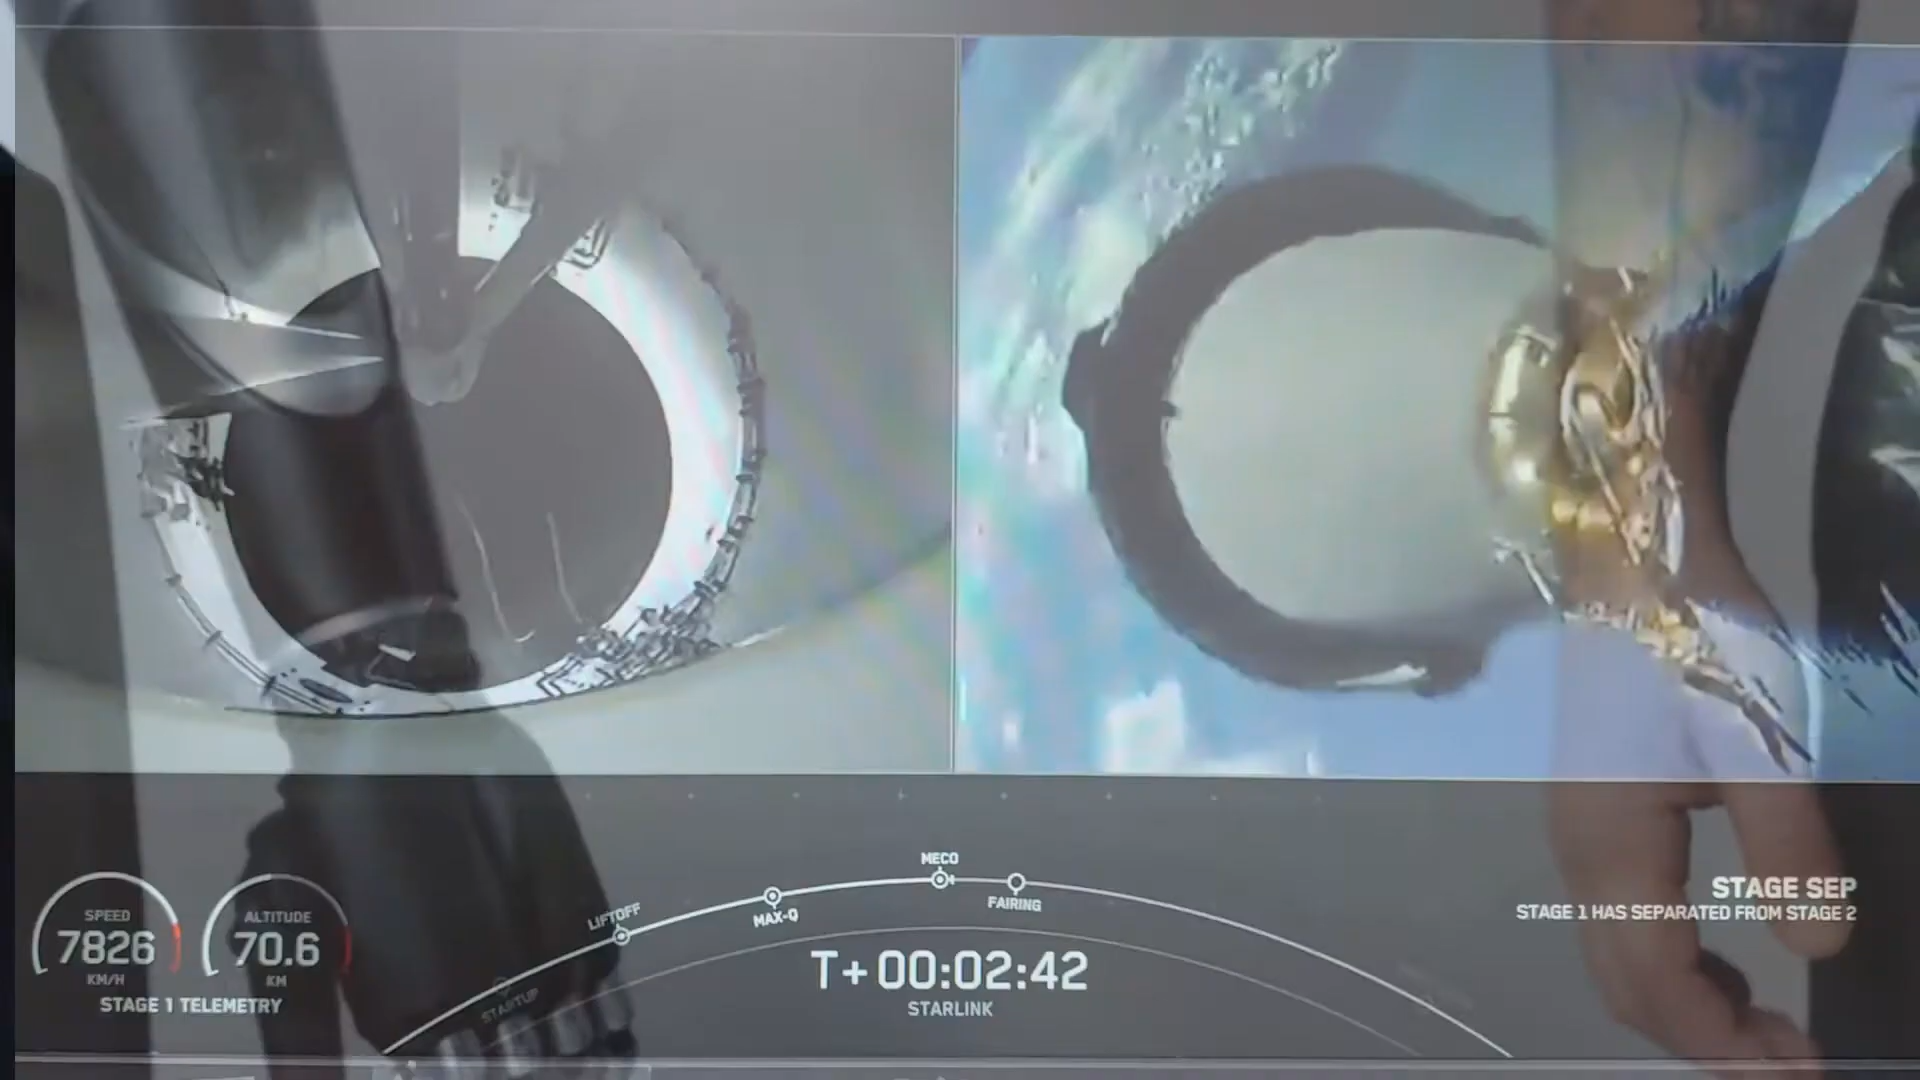 MECO
LIFTOFF
MAX-Q
FAIRING
STARTUP
SPEED
7826
KM/H
ALTITUDE
70.6
KM
STAGE 1 TELEMETRY
T+ 00:02:42
STARLINK
STAGE SEP
STAGE 1 HAS SEPARATED FROM STAGE 2